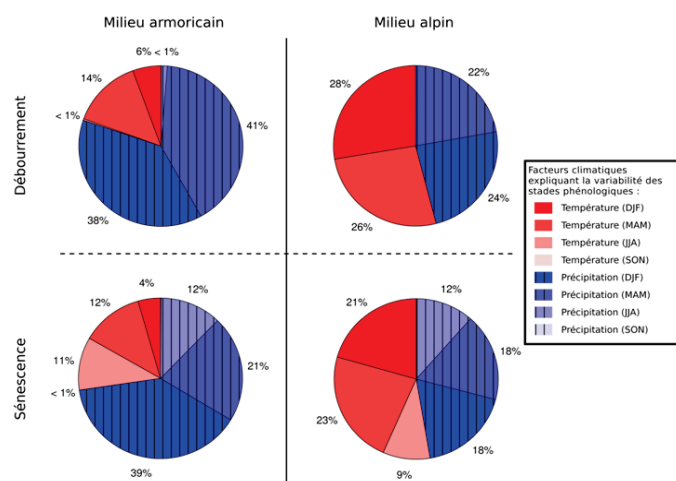 Milieu armoricain
Milieu alpin
Débourrement
6%
< 1%
14%
< 1%
41%
38%
28%
22%
24%
26%
Facteurs climatiques
expliquant la variabilité des
stades phénologiques :
Température (DJF)
Température (MAM)
Température (JJA)
Température (SON)
Précipitation (DJF)
Précipitation (MAM)
Précipitation (JJA)
Précipitation (SON)
Sénescence
4%
12%
12%
11%
21%
< 1%
39%
21%
12%
18%
23%
18%
9%